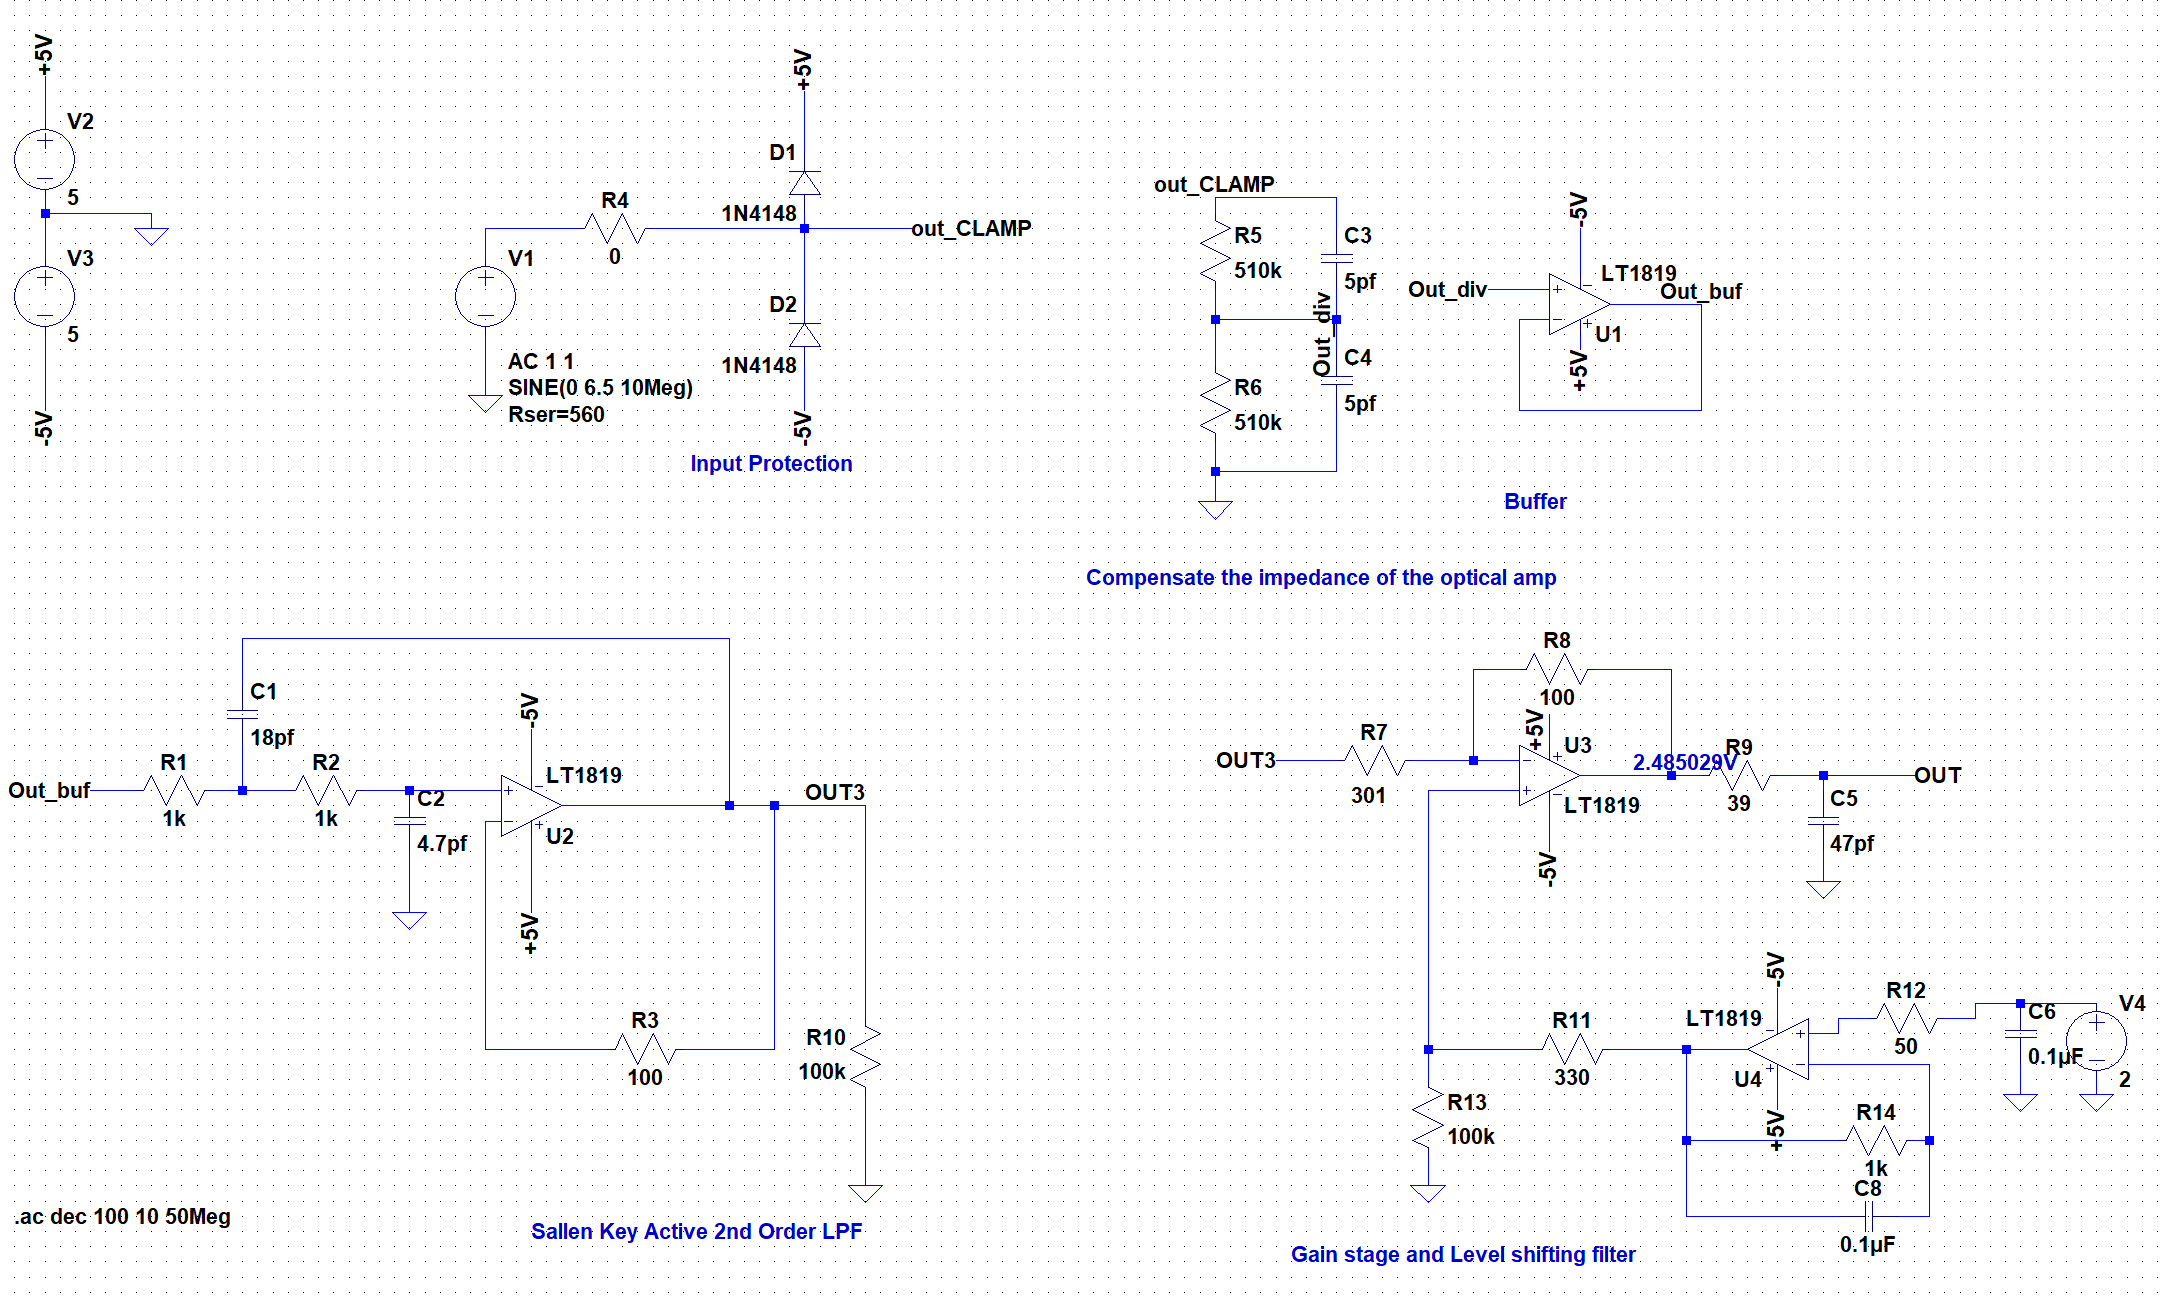 +5V
V2
5
V3
5
-5V
+5V
D1
1N4148
R4
0
out_CLAMP
V1
D2
1N4148
AC 1 1
SINE(0 6.5 10Meg)
Rser=560
-5V
Input Protection
out_CLAMP
R5
510k
C3
5pf
Out_div
R6
510k
C4
5pf
-5V
LT1819
Out_div
Out_buf
U1
+5V
Buffer
Compensate the impedance of the optical amp
C1
18pf
-5V
Out_buf
R1
1k
R2
1k
LT1819
C2
4.7pf
U2
OUT3
+5V
R3
100
R10
100k
Sallen Key Active 2nd Order LPF
.ac dec 100 10 50Meg
R8
100
+5V
OUT3
R7
301
U3
2.485029V
R9
39
OUT
LT1819
C5
47pf
-5V
-5V
R12
50
C6
0.1µF
V4
2
LT1819
R11
330
U4
+5V
R13
100k
R14
1k
C8
0.1µF
Gain stage and Level shifting filter